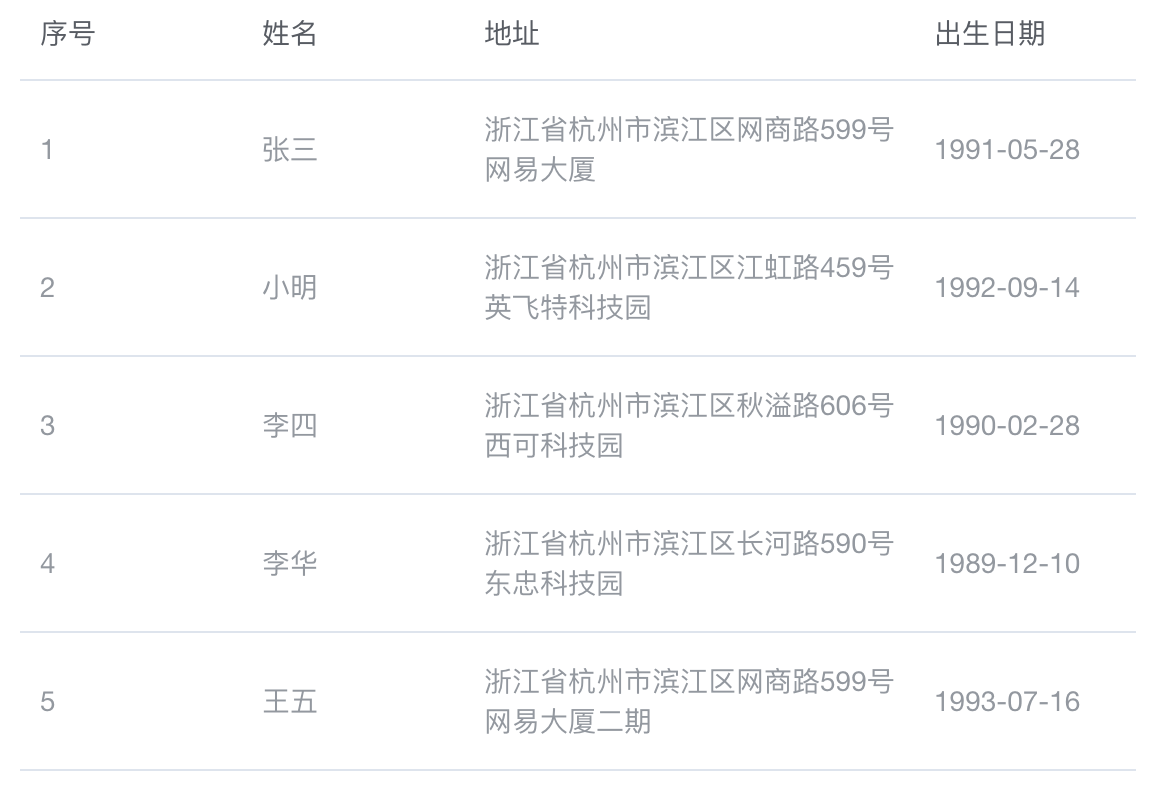 序号 姓名 地址 出生日期
1 张三 浙江省杭州市滨江区网商路599号 1991-05-28
网易大厦
2 小明 浙江省杭州市滨江区江虹路459号 1992-09-14
英飞特科技园
3 李四 浙江省杭州市滨江区秋溢路606号 1990-02-28
西可科技园
4 李华 浙江省杭州市滨江区长河路590号 1989-12-10
东忠科技园
5 王五 浙江省杭州市滨江区网商路599号 1993-07-16
网易大厦二期